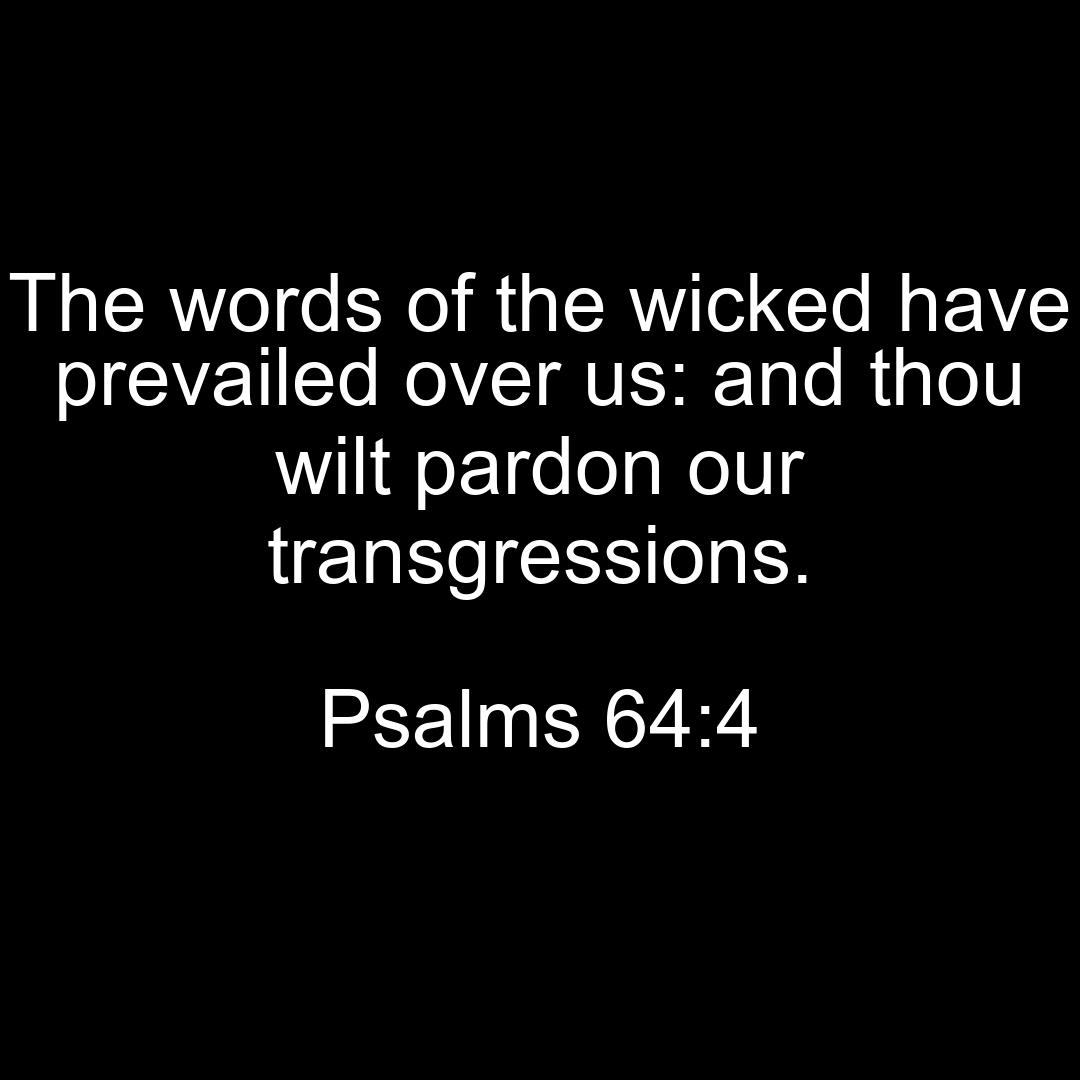 The words of the wicked have
prevailed over us: and thou
wilt pardon our
transgressions.
Psalms 64:4